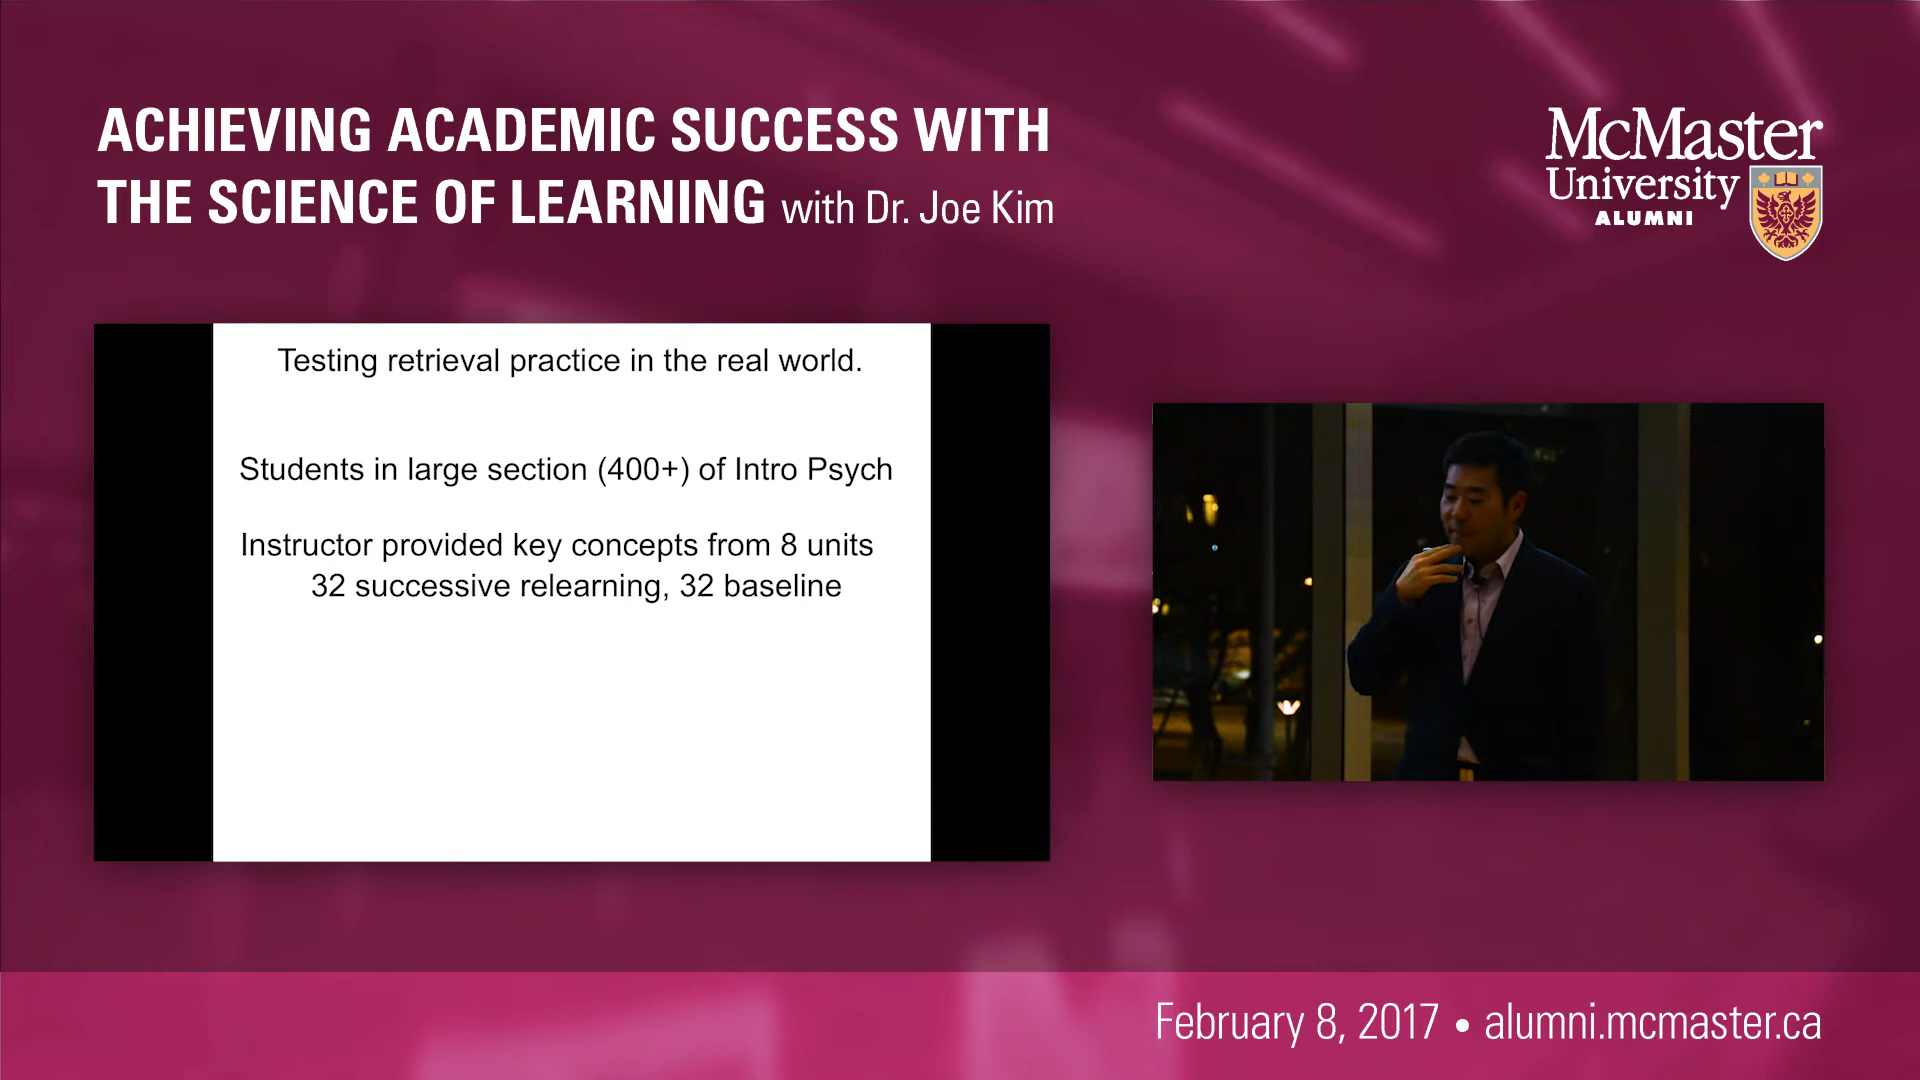 ACHIEVING ACADEMIC SUCCESS WITH
THE SCIENCE OF LEARNING with Dr. Joe Kim
McMaster
University
ALUMNI
Testing retrieval practice in the real world.
Students in large section (400+) of Intro Psych
Instructor provided key concepts from 8 units
32 successive relearning, 32 baseline
February 8, 2017 • alumni.mcmaster.ca